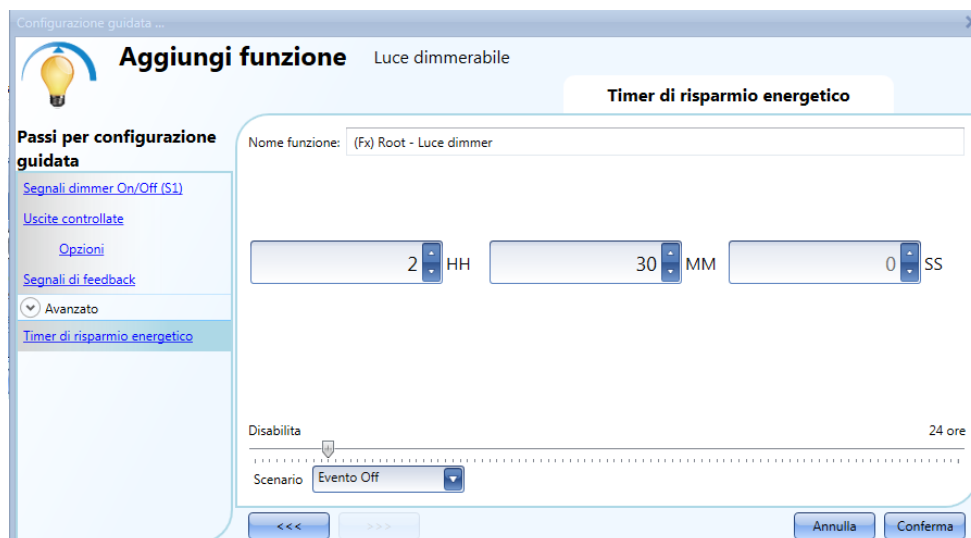 Configurazione guidata ...
Aggiungi funzione Luce dimmerabile
Timer di risparmio energetico
Passi per configurazione
guidata
Segnali dimmer On/Off (S1)
Uscite controllate
Opzioni
Segnali di feedback
Avanzato
Timer di risparmio energetico
Nome funzione: (Fx) Root - Luce dimmer
2 HH 30 MM 0 SS
Disabilita 24 ore
Scenario Evento Off
<<< >>> Annulla Conferma